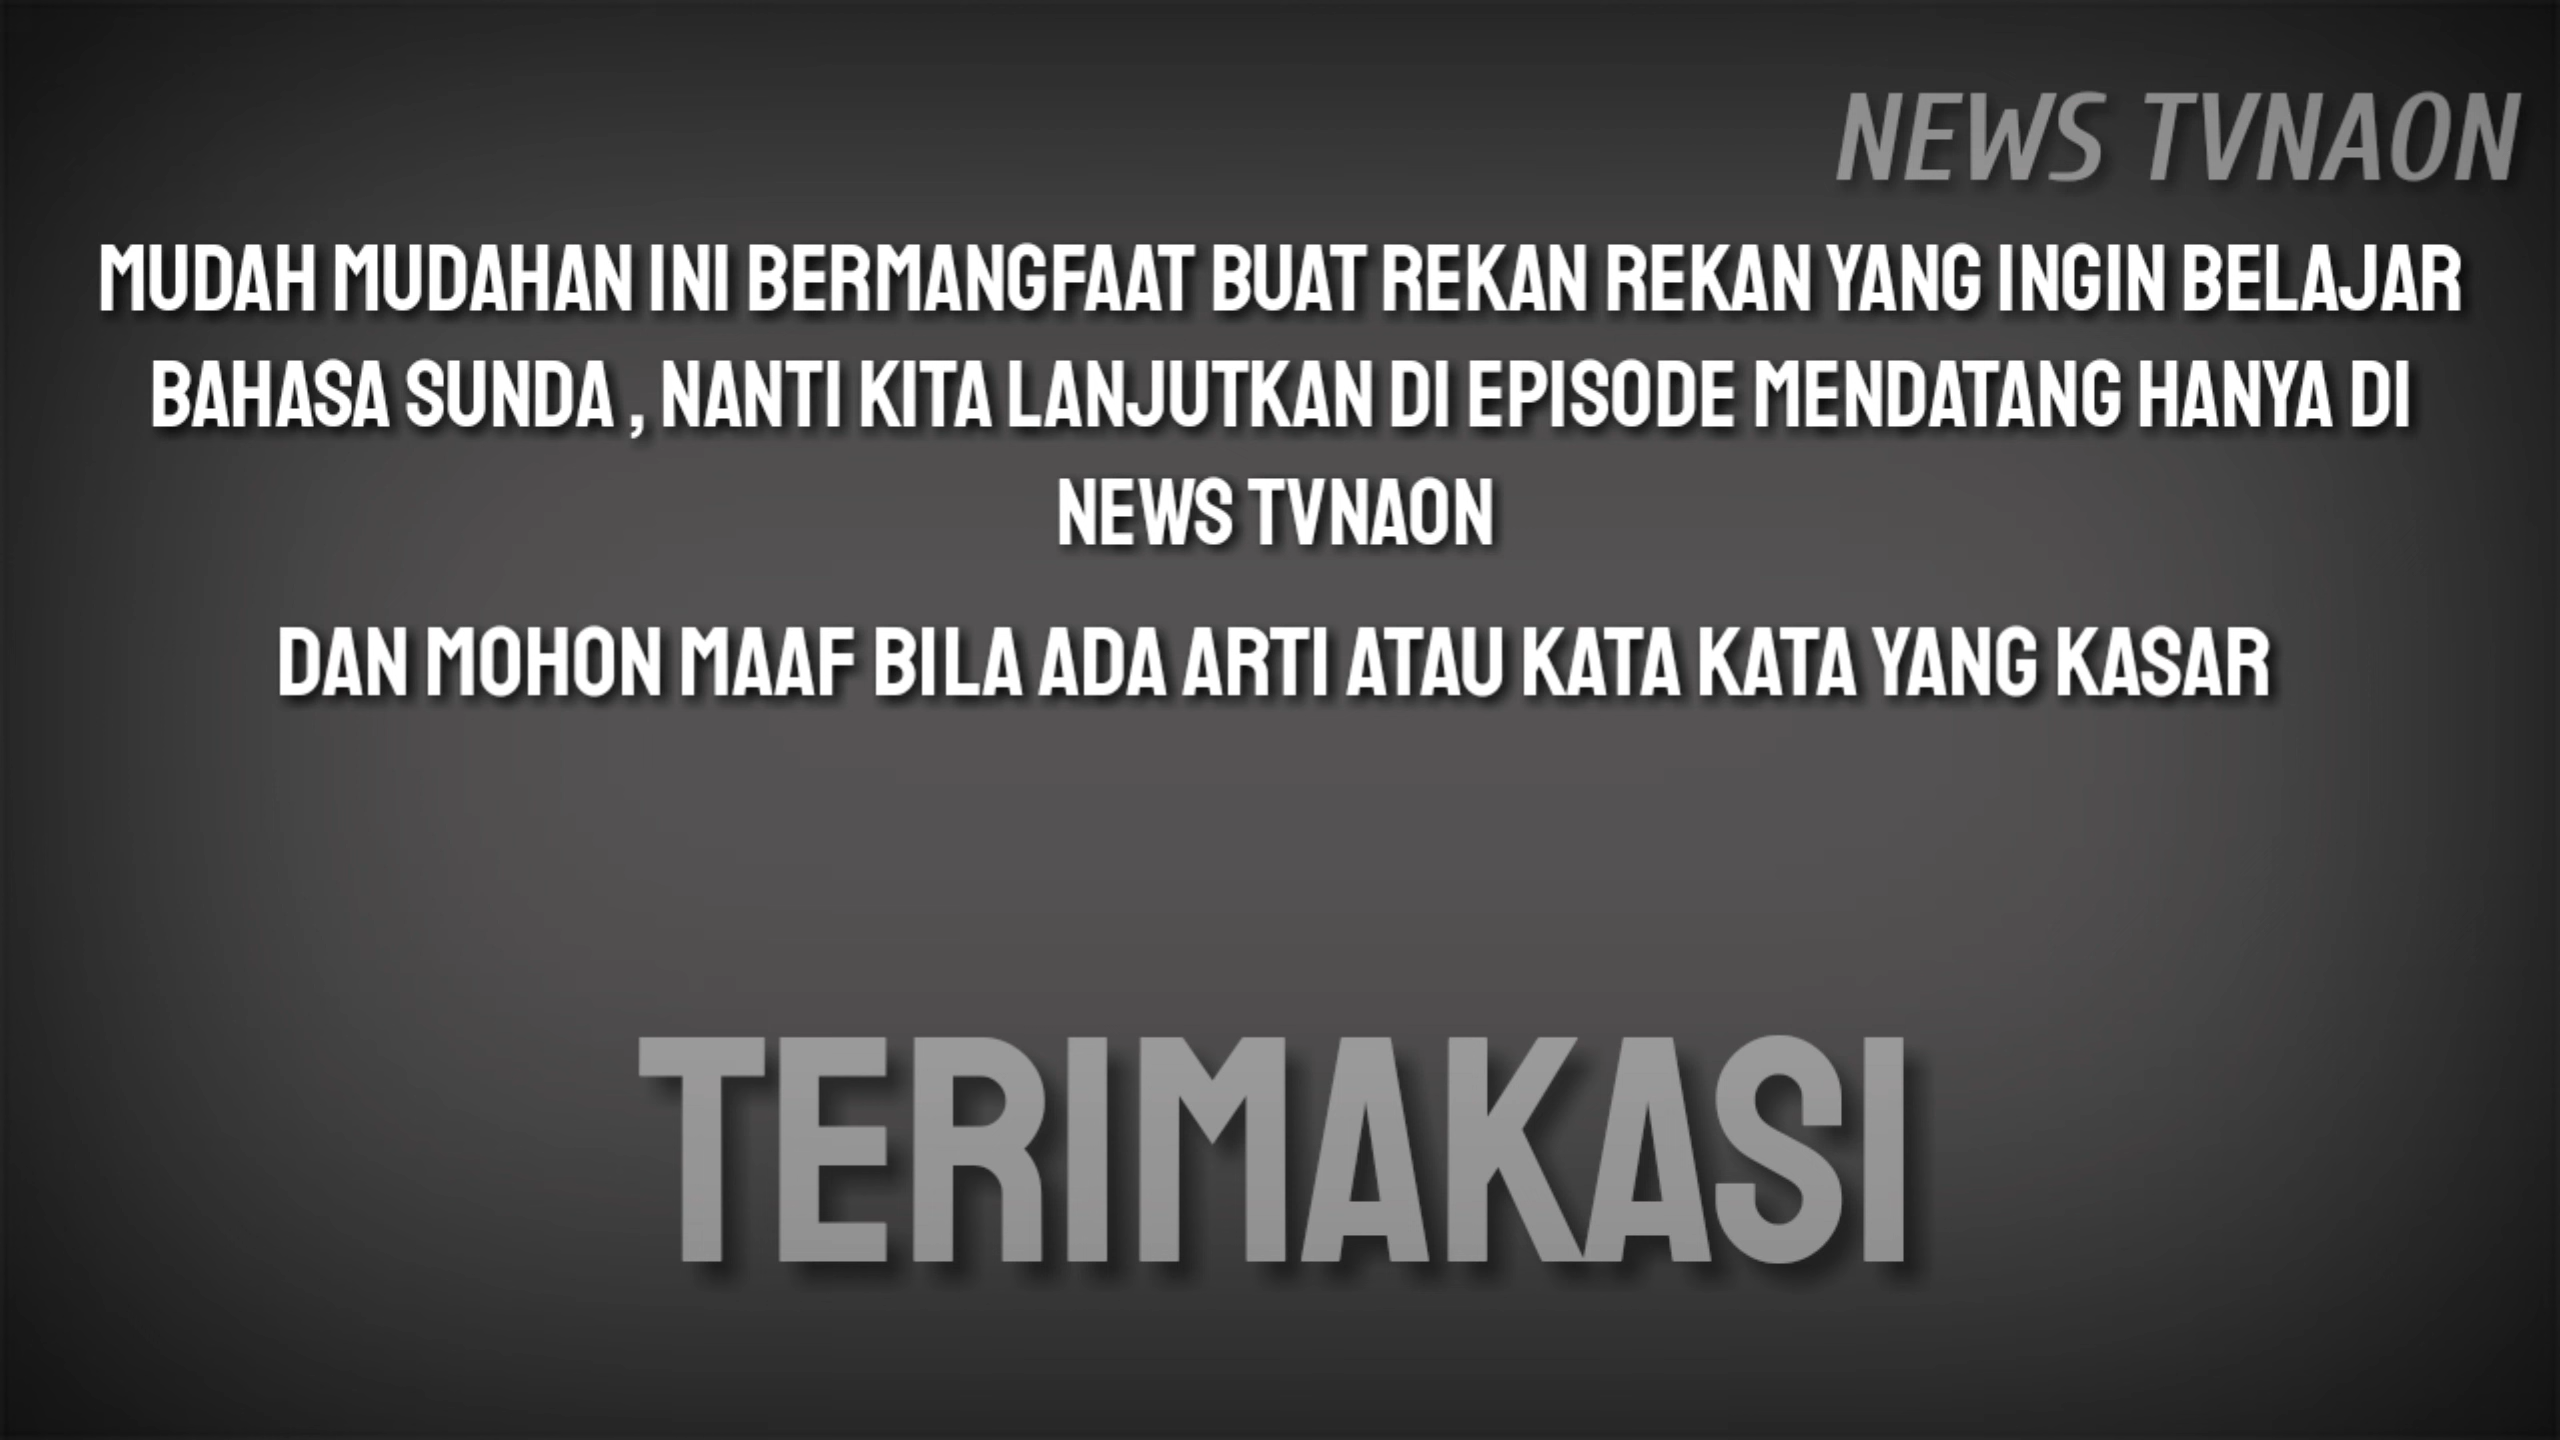 NEWS TVNAON
MUDAH MUDAHAN INI BERMANGFAAT BUAT REKAN REKAN YANG INGIN BELAJAR
BAHASA SUNDA , NANTI KITA LANJUTKAN DI EPISODE MENDATANG HANYA DI
NEWS TVNAON
DAN MOHON MAAF BILA ADA ARTI ATAU KATA KATA YANG KASAR
TERIMAKASI